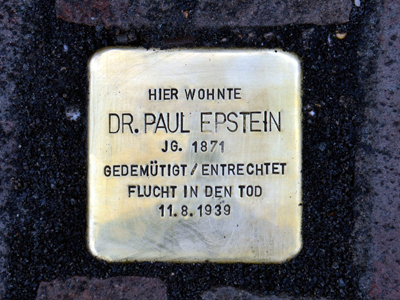 HIER WOHNTE
DR. PAUL EPSTEIN
JG. 1871
GEDEMÜTIGT / ENTRECHTET
FLUCHT IN DEN TOD
11.8.1939